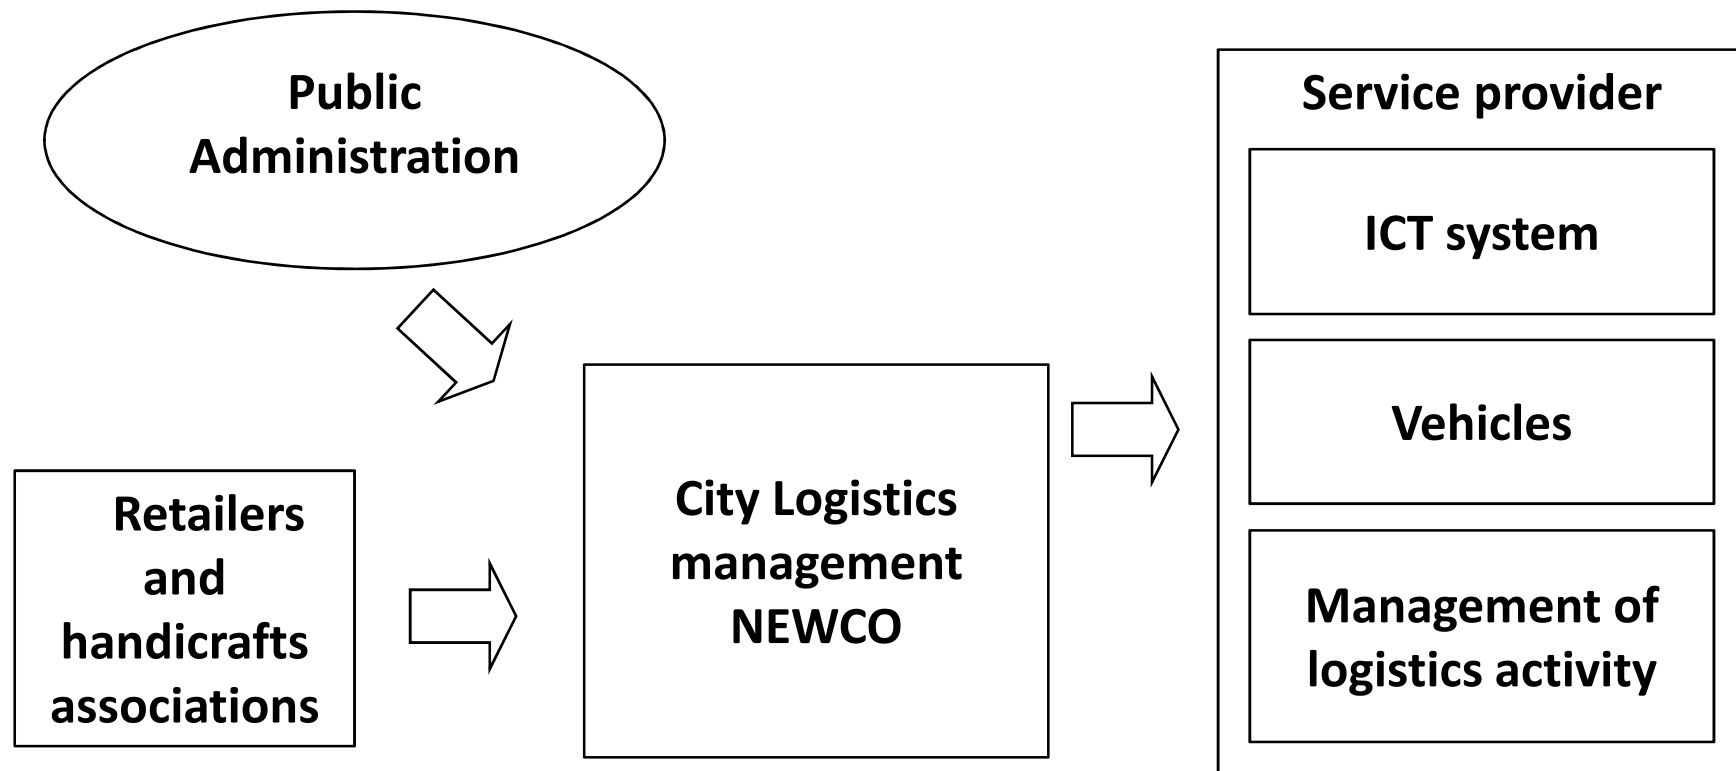 Public
Administration
Retailers
and
handicrafts
associations
City Logistics
management
NEWCO
Service provider
ICT system
Vehicles
Management of
logistics activity